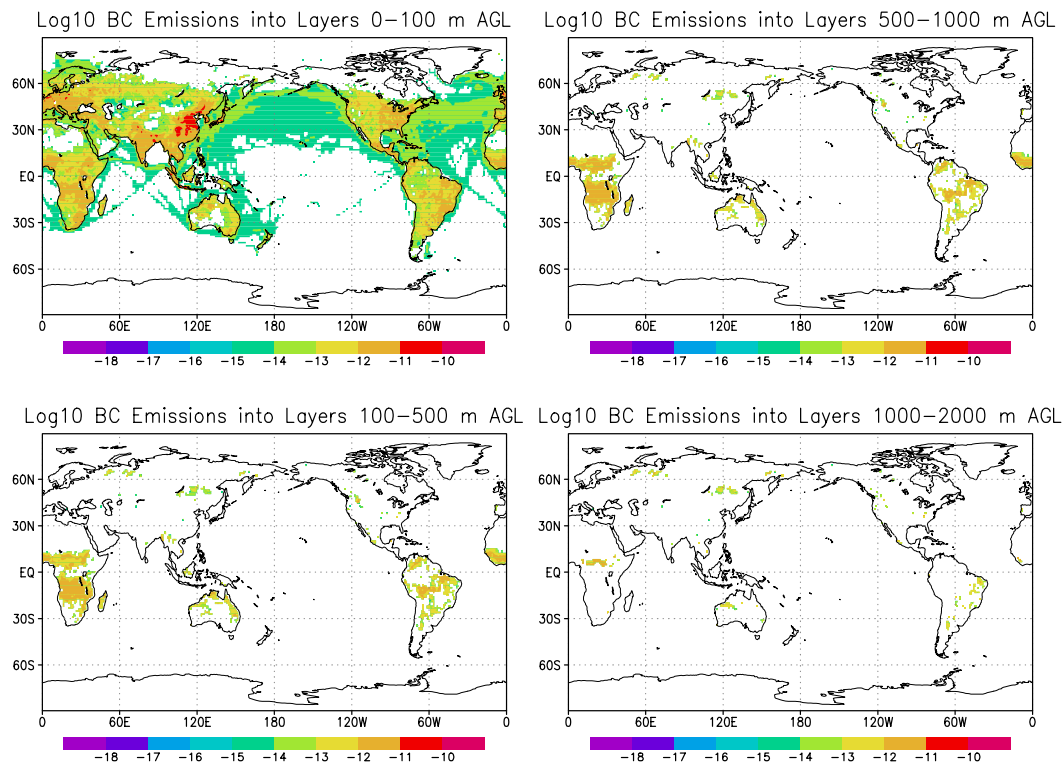 Log10 BC Emissions into Layers 0-100 m AGL
60N
30N
EQ
30S
60S
0 60E 120E 180 120W 60W 0
-18 -17 -16 -15 -14 -13 -12 -11 -10
Log10 BC Emissions into Layers 500-1000 m AGL
60N
30N
EQ
30S
60S
0 60E 120E 180 120W 60W 0
-18 -17 -16 -15 -14 -13 -12 -11 -10
Log10 BC Emissions into Layers 100-500 m AGL
60N
30N
EQ
30S
60S
0 60E 120E 180 120W 60W 0
-18 -17 -16 -15 -14 -13 -12 -11 -10
Log10 BC Emissions into Layers 1000-2000 m AGL
60N
30N
EQ
30S
60S
0 60E 120E 180 120W 60W 0
-18 -17 -16 -15 -14 -13 -12 -11 -10